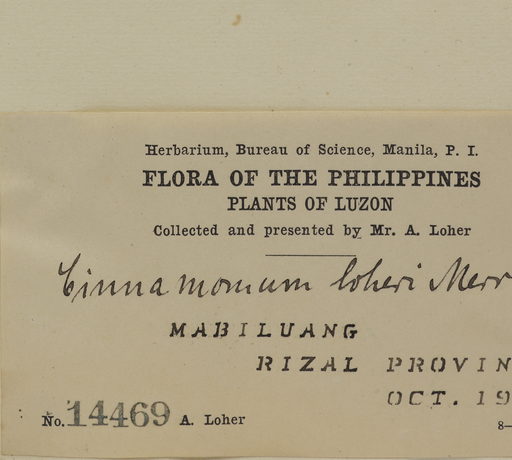 Herbarium, Bureau of Science, Manila, P. I.
FLORA OF THE PHILIPPINES
PLANTS OF LUZON
Collected and presented by Mr. A. Loher
Cinnamomum loheri Merr
MABILUANG
RIZAL PROVIN
OCT. 19
No. 14469 A. Loher
8–